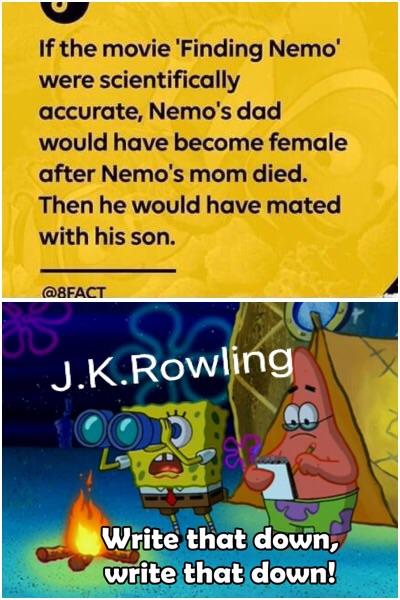 If the movie 'Finding Nemo'
were scientifically
accurate, Nemo's dad
would have become female
after Nemo's mom died.
Then he would have mated
with his son.
@8FACT
J.K.Rowling
Write that down,
write that down!